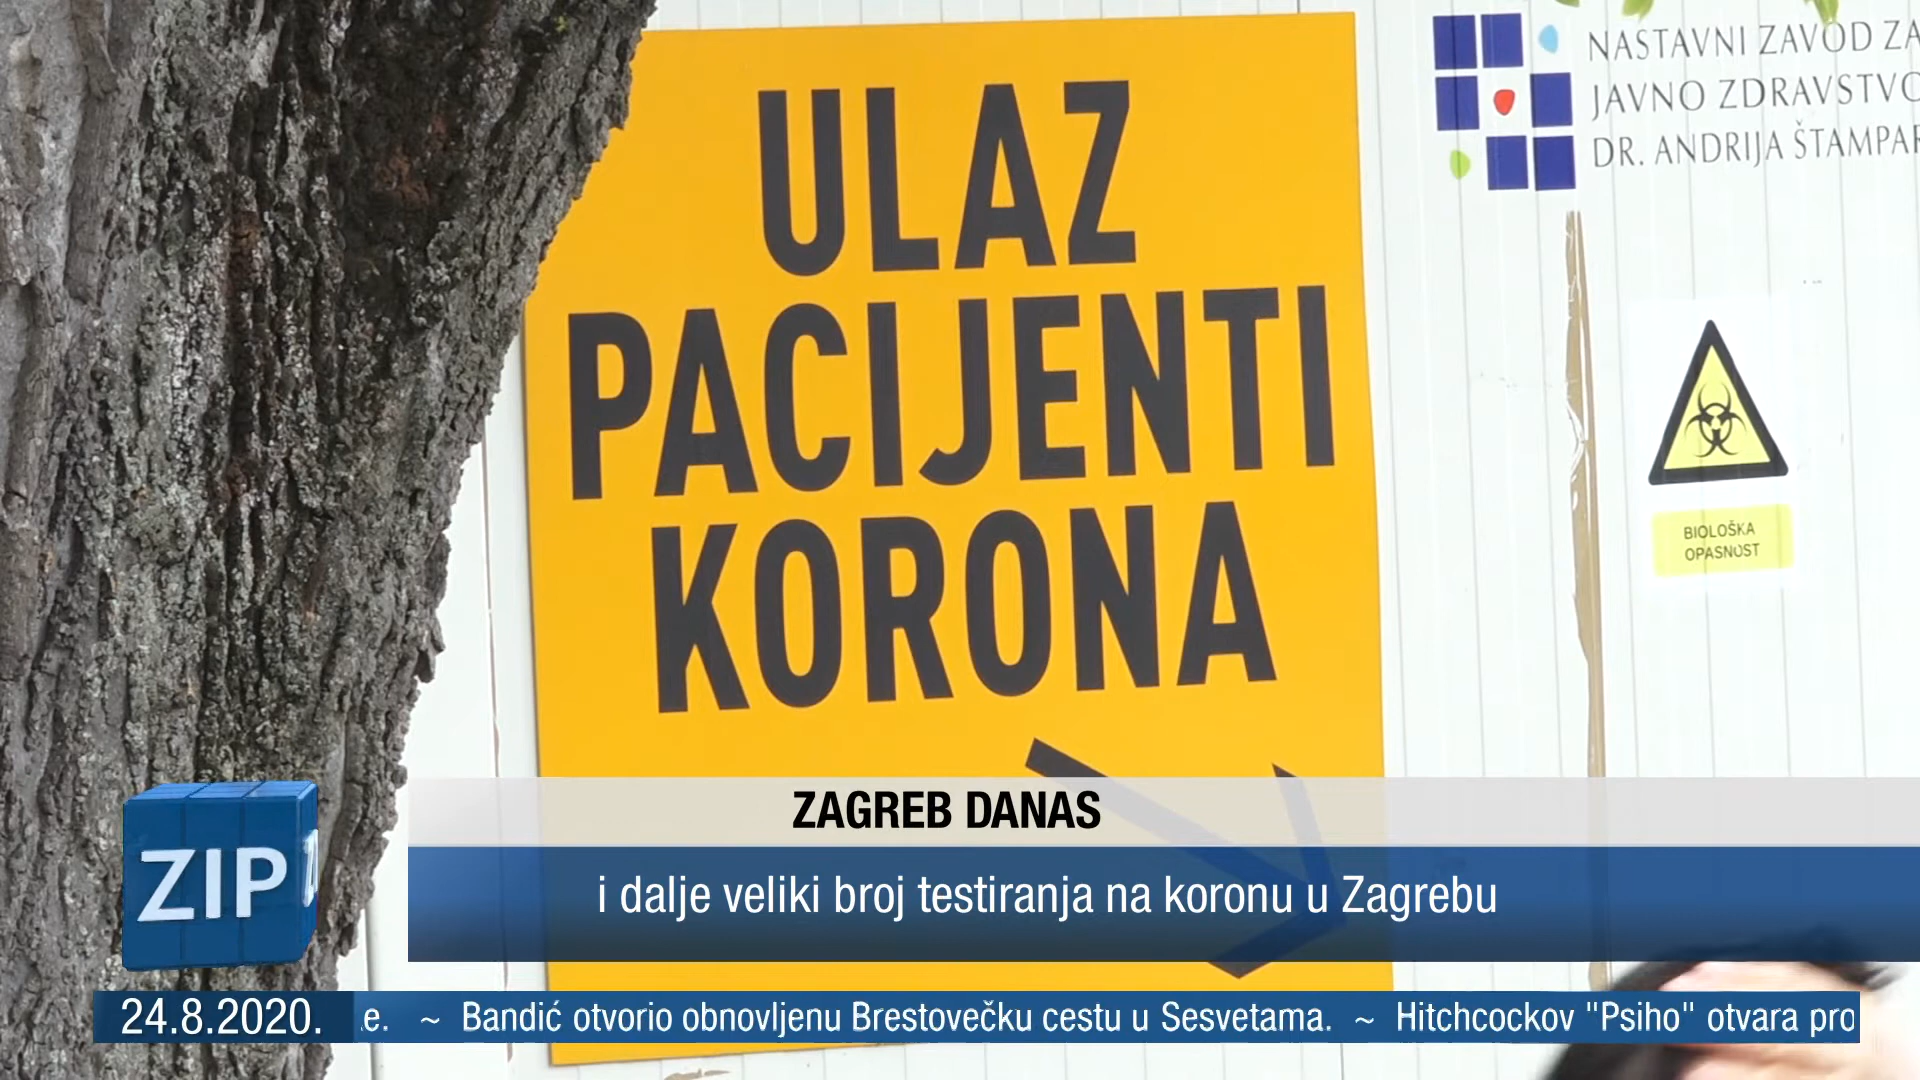 ULAZ
PACIJENTI
KORONA
NASTAVNI ZAVOD ZA
JAVNO ZDRAVSTVO
DR. ANDRIJA
BIOLOŠKA
OPASNOST
ZAGREB DANAS
i dalje veliki broj testiranja na koronu u Zagrebu
ZIP
24.8.2020.
~ Bandić otvorio obnovljenu Brestovečku cestu u Sesvetama. ~ Hitchcockov "Psiho" otvara